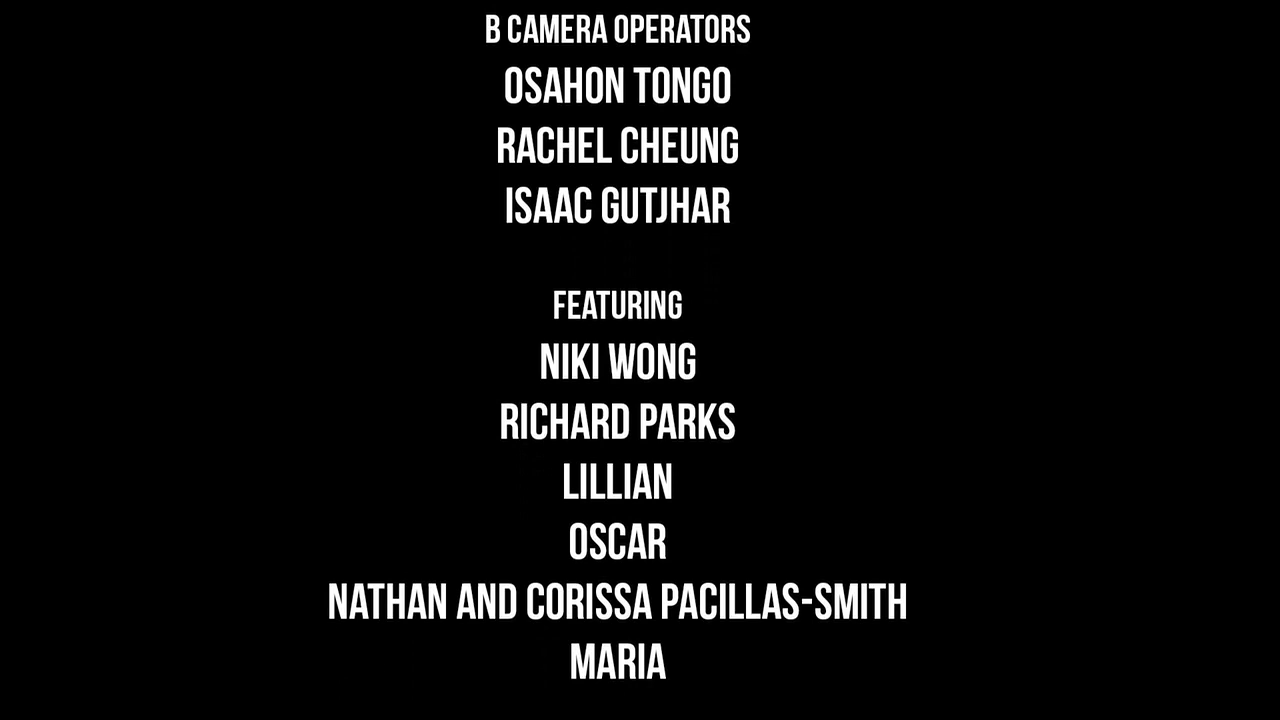 B CAMERA OPERATORS
OSAHON TONGO
RACHEL CHEUNG
ISAAC GUTJHAR
FEATURING
NIKI WONG
RICHARD PARKS
LILLIAN
OSCAR
NATHAN AND CORISSA PACILLAS-SMITH
MARIA